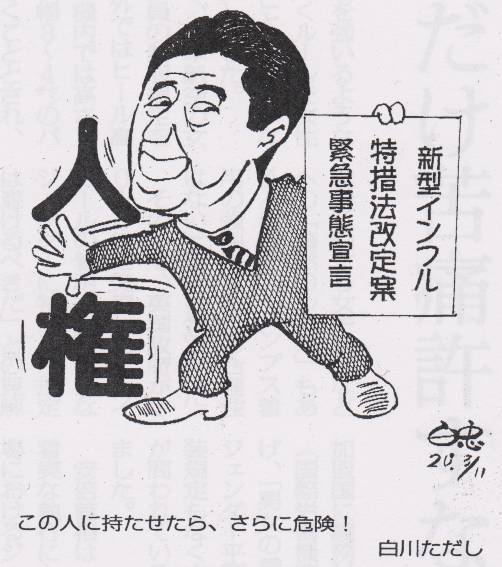 新型インフル
特措法改定案
緊急事態宣言
人権
白忠
20.3/11
この人に持たせたら、さらに危険！
白川ただし